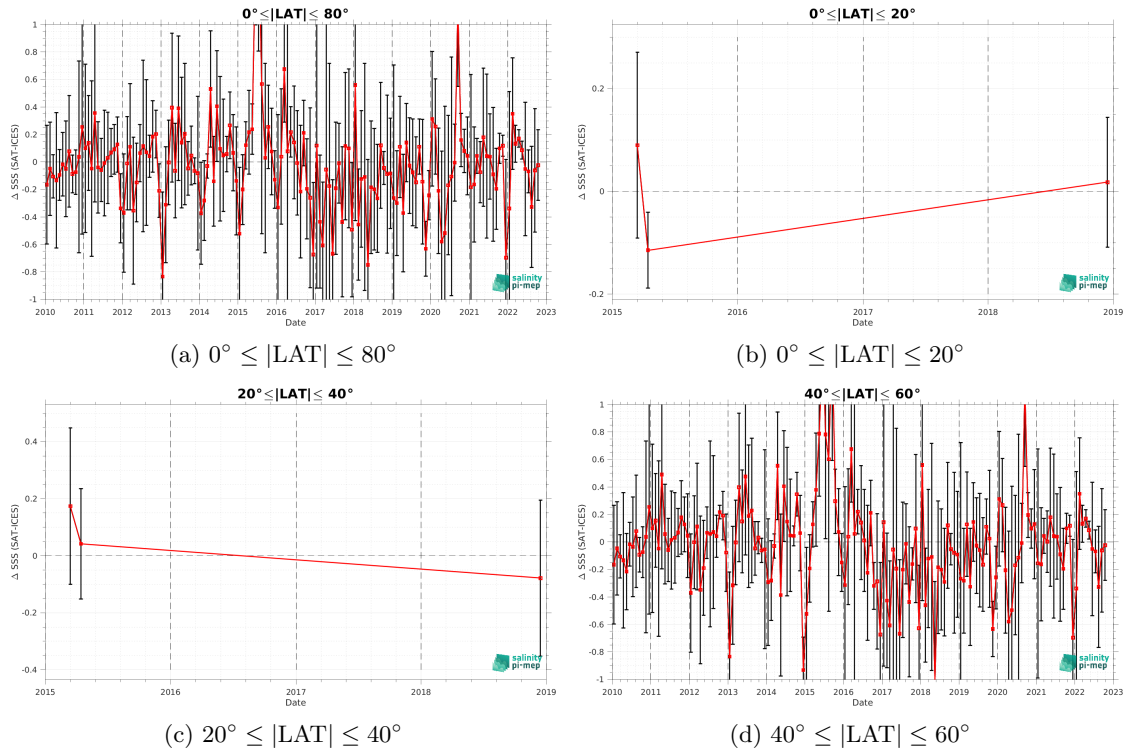 0°≤|LAT|≤ 80°
Δ SSS (SAT-ICES)
1
0.8
0.6
0.4
0.2
0
-0.2
-0.4
-0.6
-0.8
-1
2010 2011 2012 2013 2014 2015 2016 2017 2018 2019 2020 2021 2022 2023
Date
salinity
pi-mep
(a) 0° ≤ |LAT| ≤ 80°
0°≤|LAT|≤ 20°
Δ SSS (SAT-ICES)
0.2
0
-0.2
2015 2016 2017 2018 2019
Date
salinity
pi-mep
(b) 0° ≤ |LAT| ≤ 20°
20°≤|LAT|≤ 40°
Δ SSS (SAT-ICES)
0.4
0.2
0
-0.2
-0.4
2015 2016 2017 2018 2019
Date
salinity
pi-mep
(c) 20° ≤ |LAT| ≤ 40°
40°≤|LAT|≤ 60°
Δ SSS (SAT-ICES)
1
0.8
0.6
0.4
0.2
0
-0.2
-0.4
-0.6
-0.8
-1
2010 2011 2012 2013 2014 2015 2016 2017 2018 2019 2020 2021 2022 2023
Date
salinity
pi-mep
(d) 40° ≤ |LAT| ≤ 60°